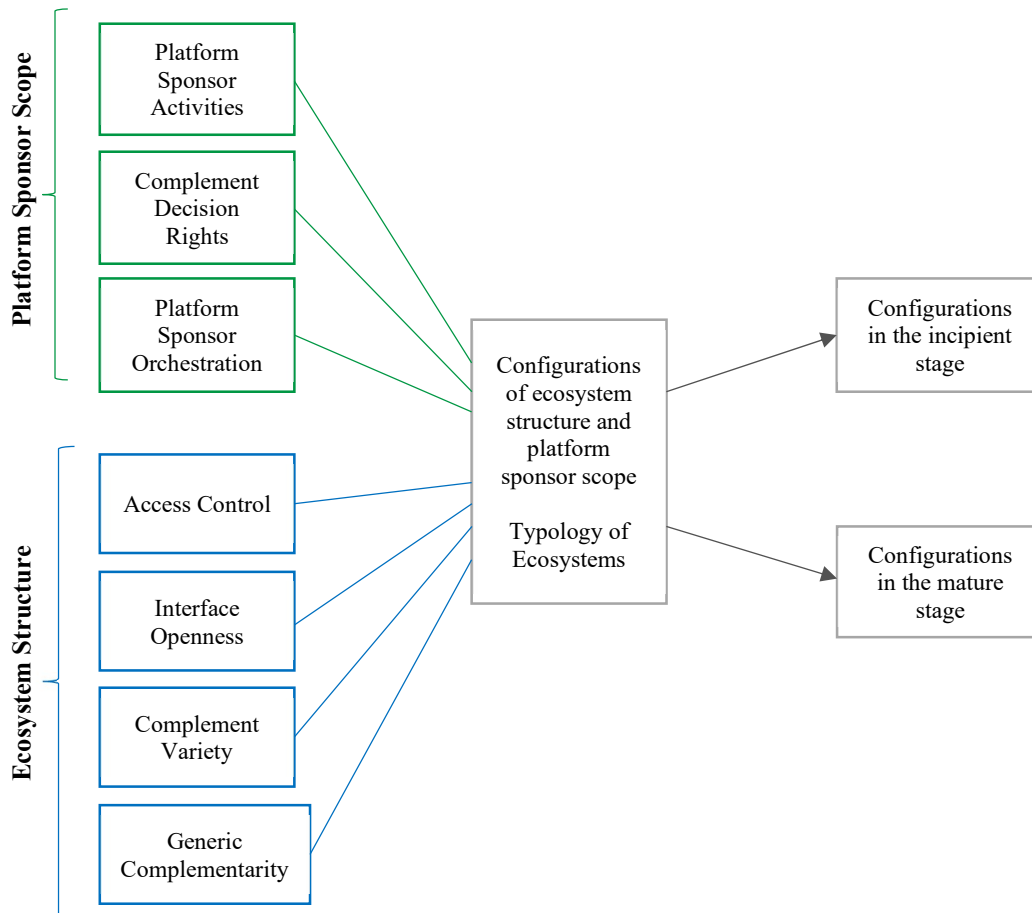 Platform Sponsor Scope
Platform
Sponsor
Activities
Complement
Decision
Rights
Platform
Sponsor
Orchestration
Ecosystem Structure
Access Control
Interface
Openness
Complement
Variety
Generic
Complementarity
Configurations
of ecosystem
structure and
platform
sponsor scope
Typology of
Ecosystems
Configurations
in the incipient
stage
Configurations
in the mature
stage